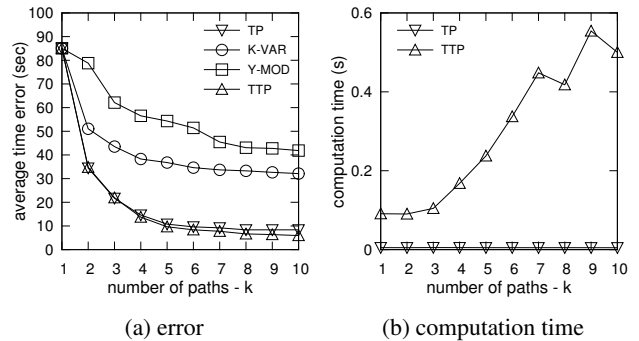 100
90
80
70
60
50
40
30
20
10
0
average time error (sec)
TP
K-VAR
Y-MOD
TTP
1 2 3 4 5 6 7 8 9 10
number of paths - k
(a) error
0.6
0.4
0.2
0
computation time (s)
TP
TTP
1 2 3 4 5 6 7 8 9 10
number of paths - k
(b) computation time